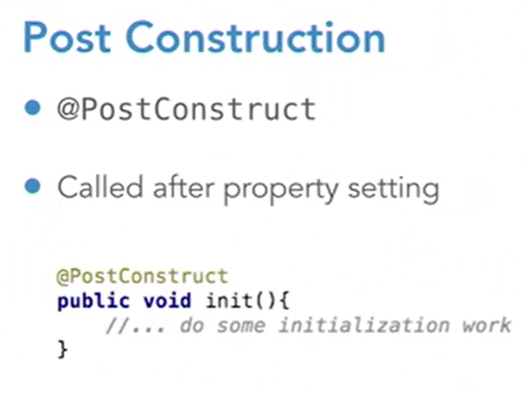 Post Construction
@PostConstruct
Called after property setting
@PostConstruct
public void init(){
//... do some initialization work
}